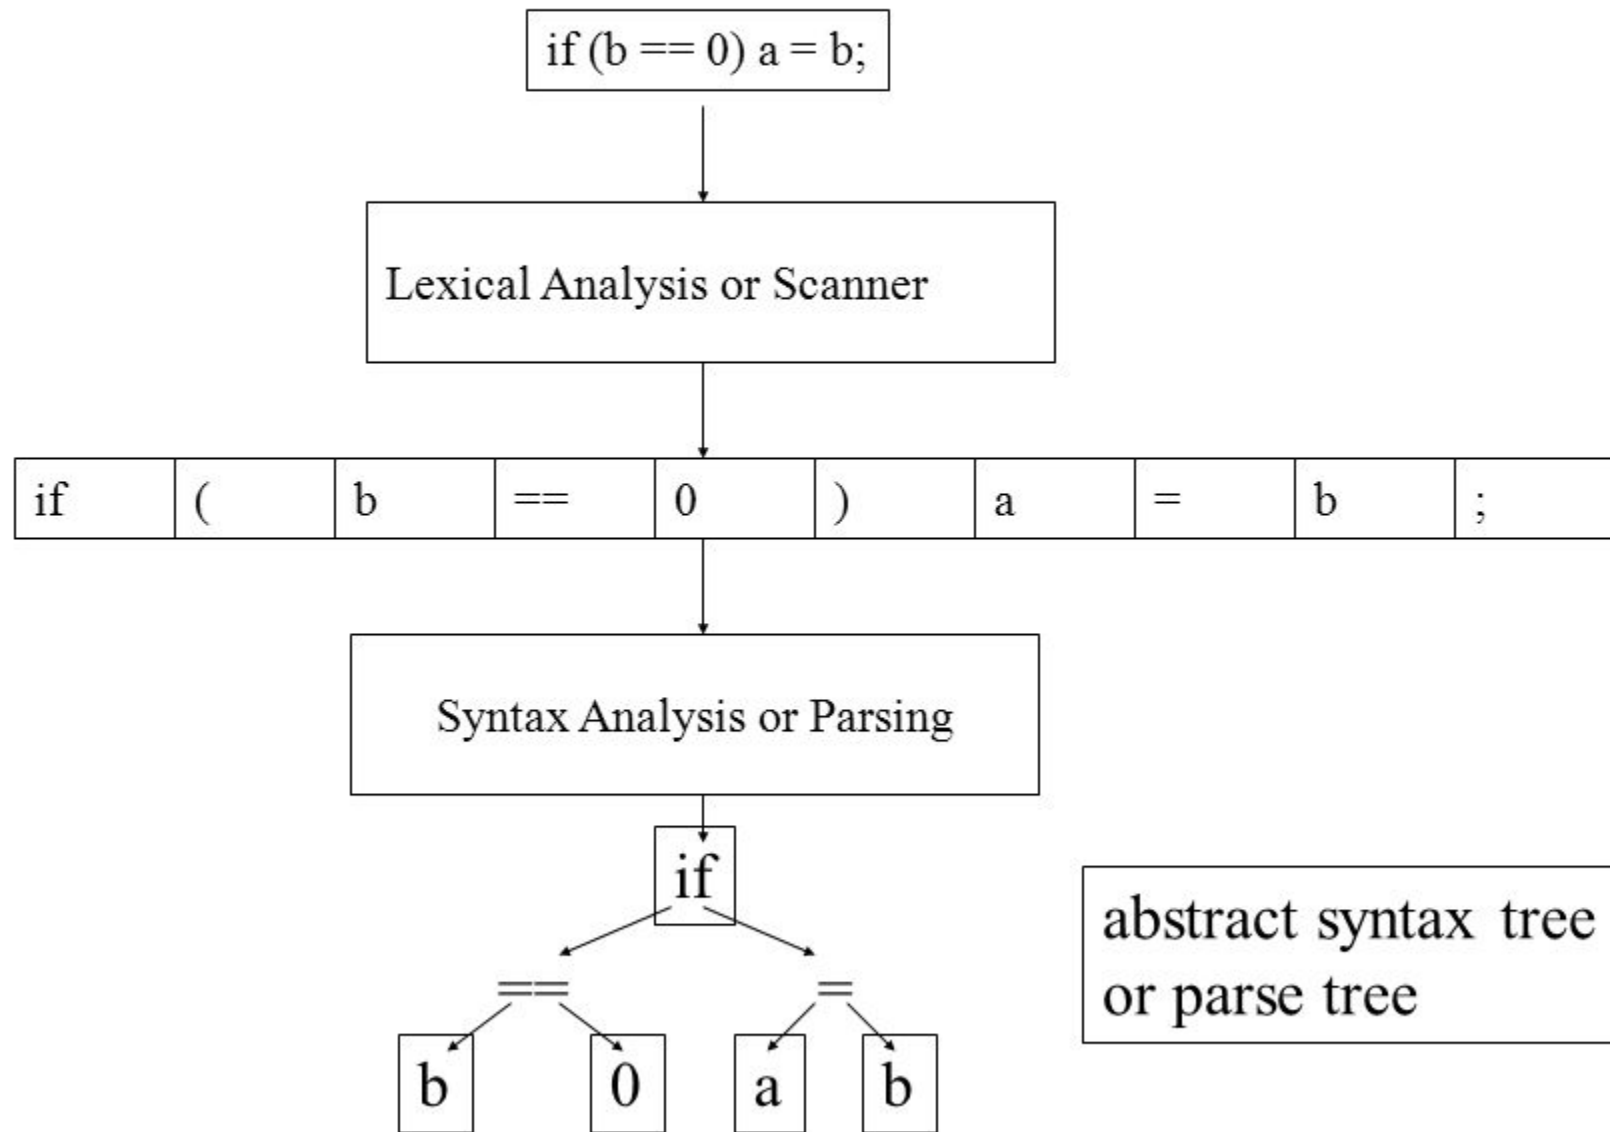 if (b == 0) a = b;
Lexical Analysis or Scanner
if ( b == 0 ) a = b ;
Syntax Analysis or Parsing
if
== =
b 0 a b
abstract syntax tree
or parse tree